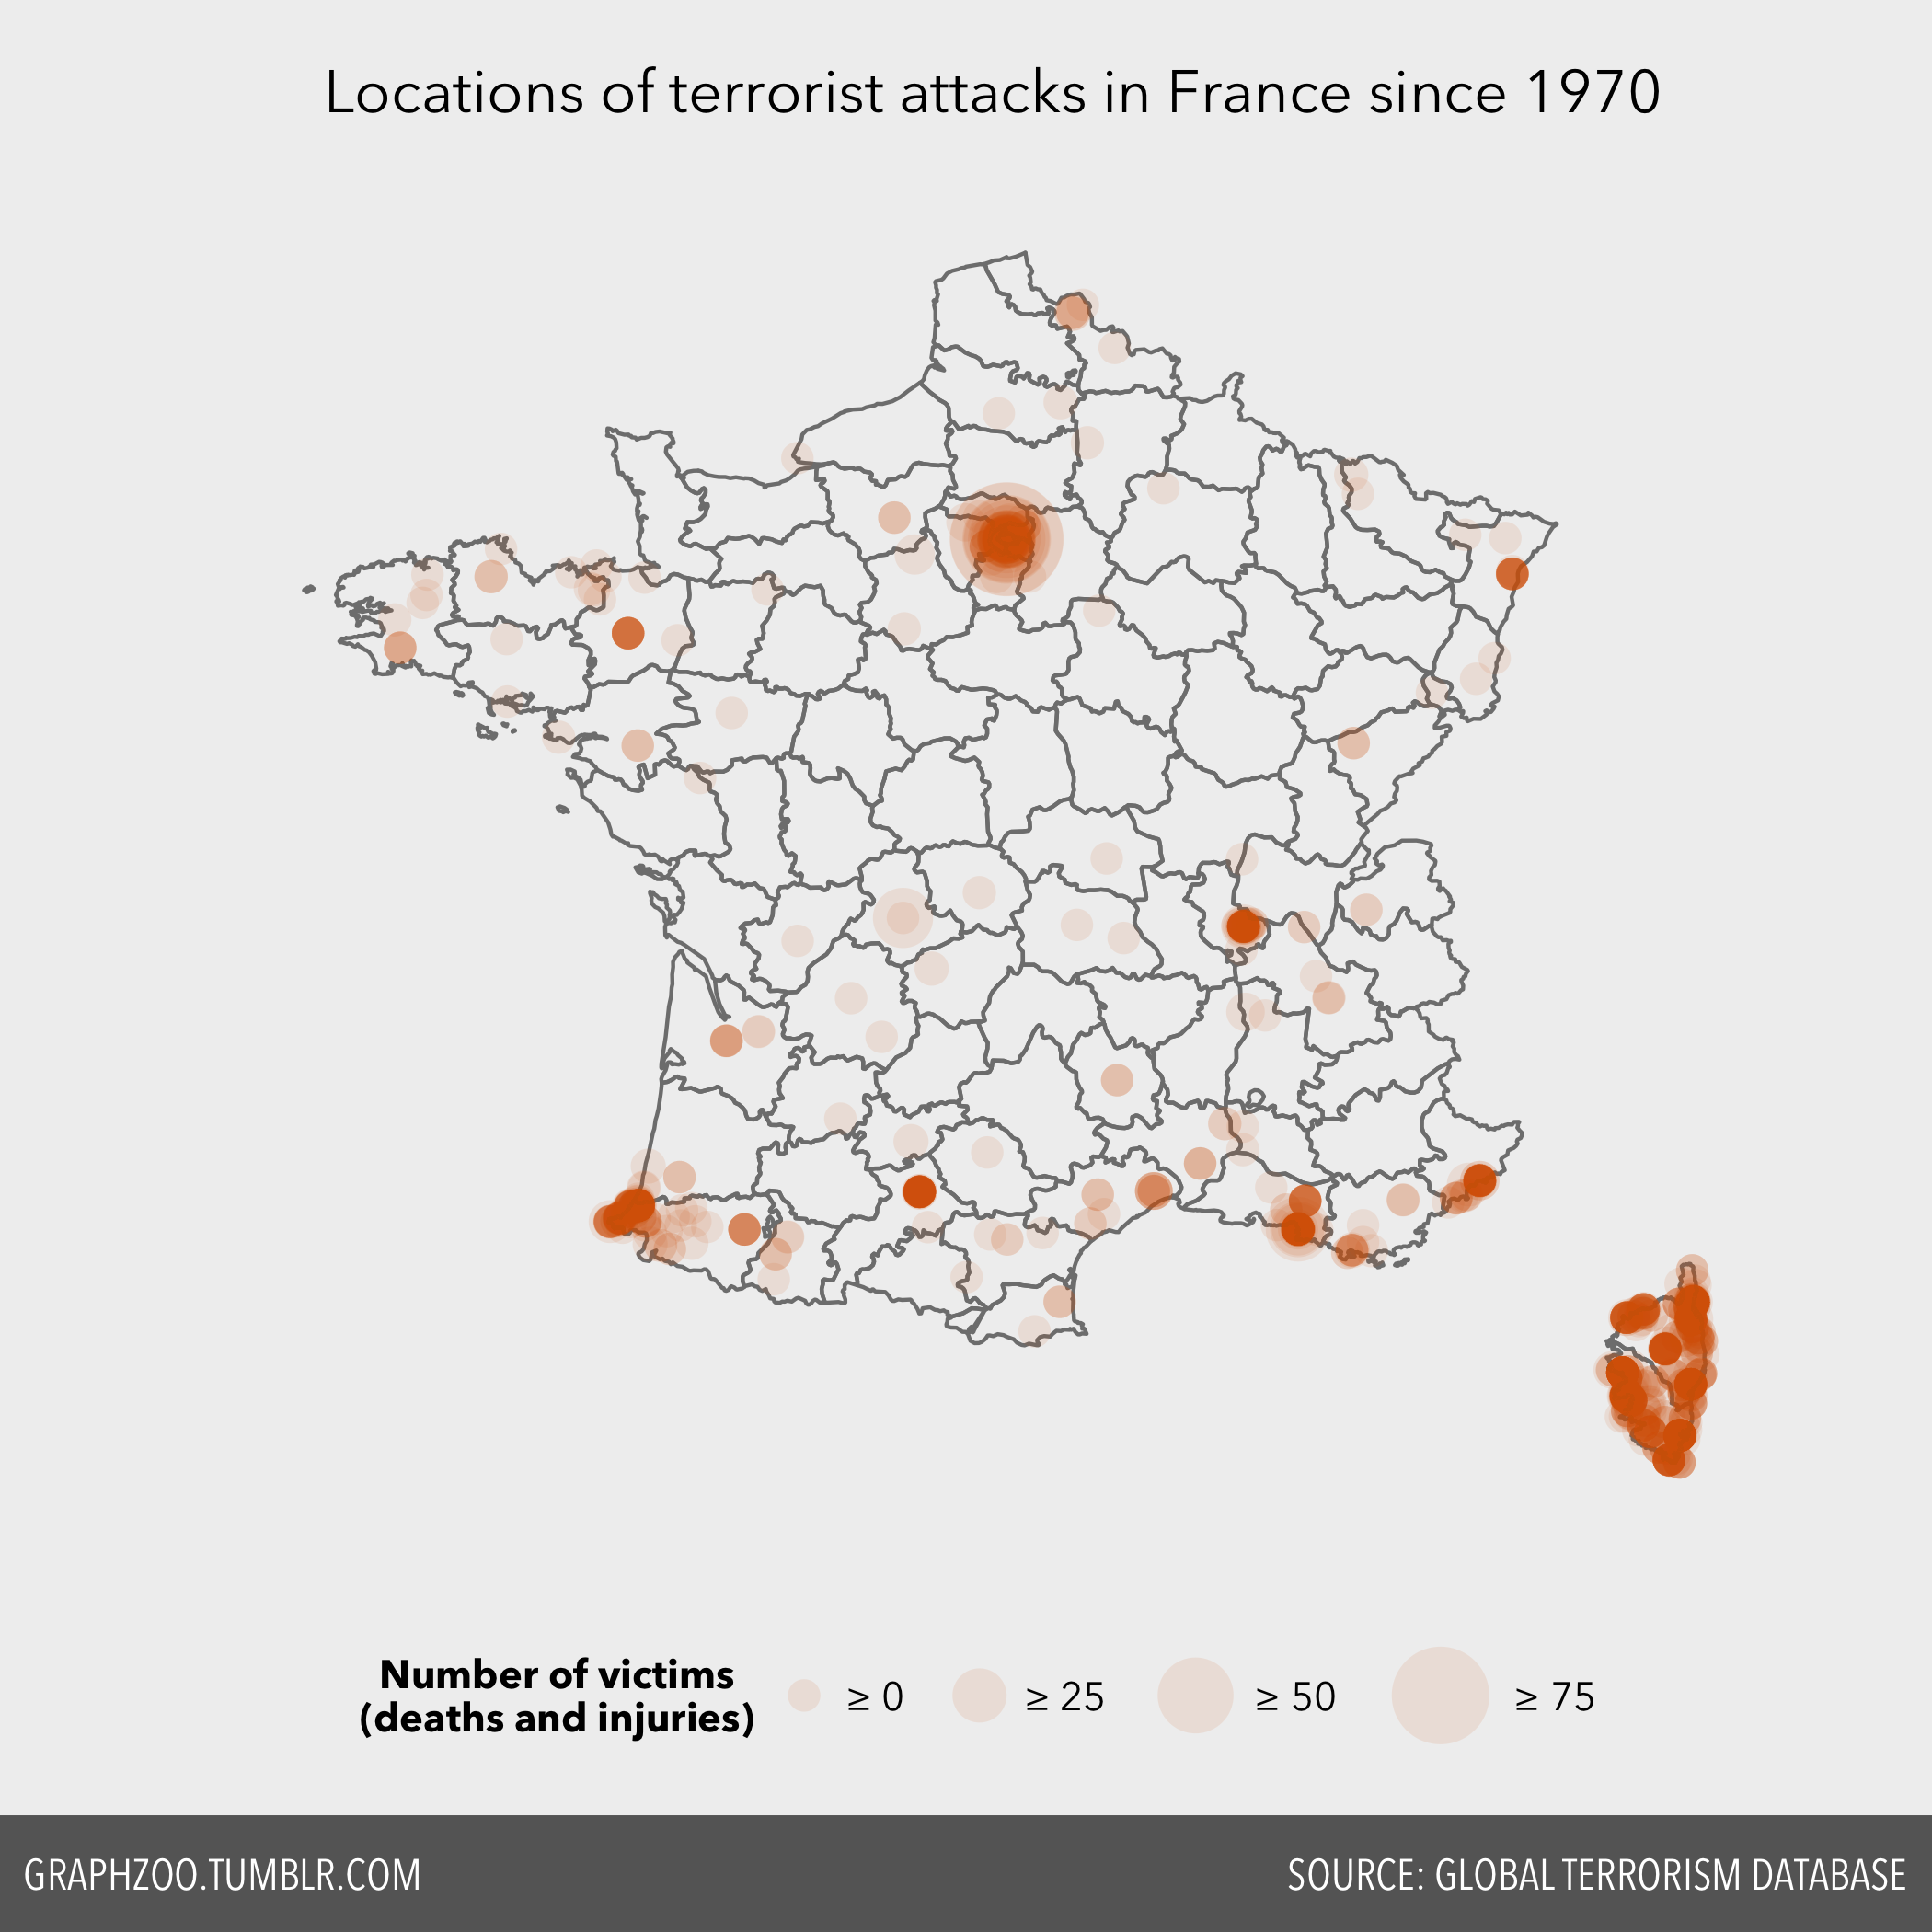 Locations of terrorist attacks in France since 1970
Number of victims
(deaths and injuries)
≥ 0
≥ 25
≥ 50
≥ 75
GRAPHZOO.TUMBLR.COM
SOURCE: GLOBAL TERRORISM DATABASE